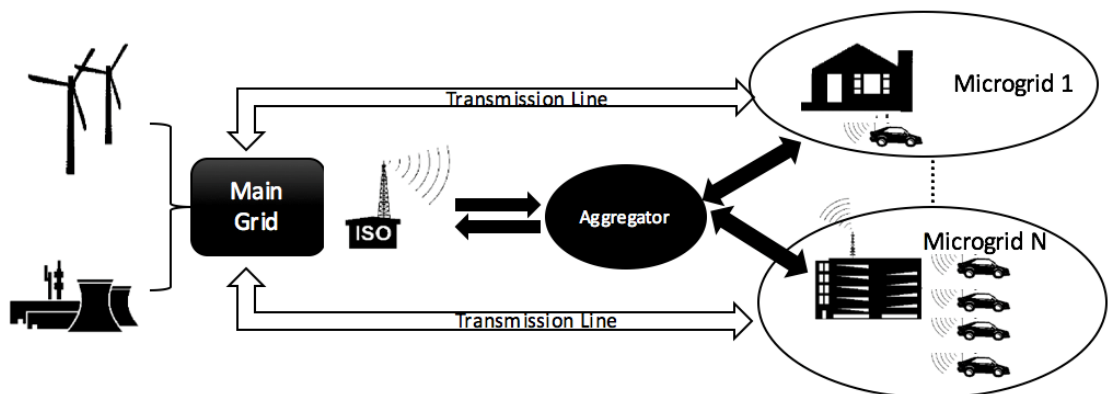 Transmission Line
Microgrid 1
Main
Grid
ISO
Aggregator
Microgrid N
Transmission Line